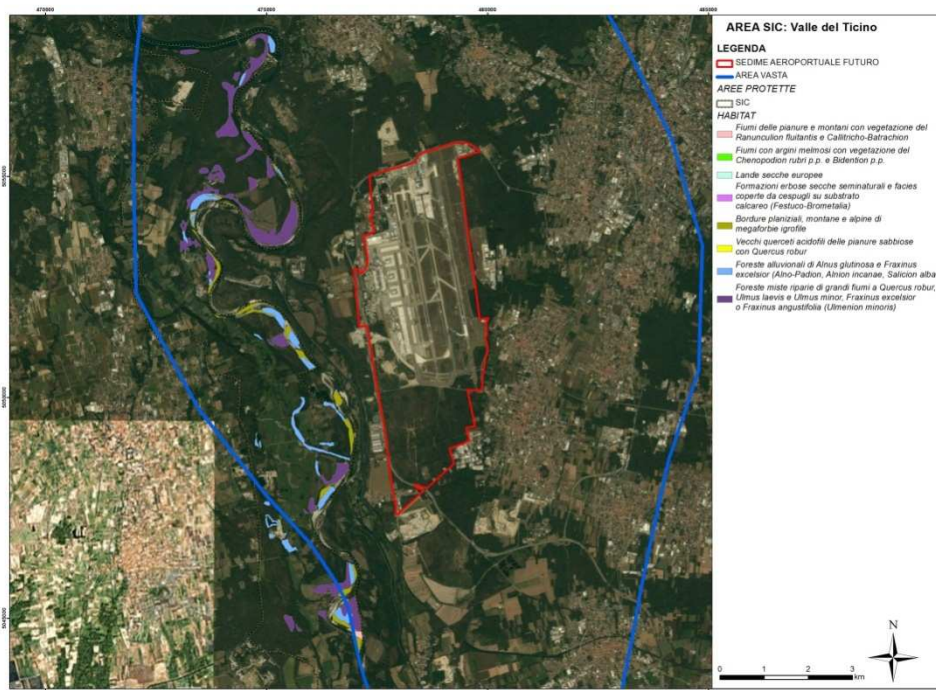 470000 475000 480000 485000
AREA SIC: Valle del Ticino
LEGENDA
SEDIME AEROPORTUALE FUTURO
AREA VASTA
AREE PROTETTE
SIC
HABITAT
Fiumi delle pianure e montani con vegetazione del
Ranunculion fluitantis e Callitricho-Batrachion
Fiumi con argini melmosi con vegetazione del
Chenopodion rubri p.p. e Bidention p.p.
Lande secche europee
Formazioni erbose secche seminaturali e facies
coperte da cespugli su substrato
calcareo (Festuco-Brometalia)
Bordure planiziali, montane e alpine di
megaforbie igrofile
Vecchi querceti acidofili delle pianure sabbiose
con Quercus robur
Foreste alluvionali di Alnus glutinosa e Fraxinus
excelsior (Alno-Padion, Alnion incanae, Salicion alba
Foreste miste riparie di grandi fiumi a Quercus robur,
Ulmus laevis e Ulmus minor, Fraxinus excelsior
o Fraxinus angustifolia (Ulmenion minoris)
5055000
5050000
5045000
N
0 1 2 3
km